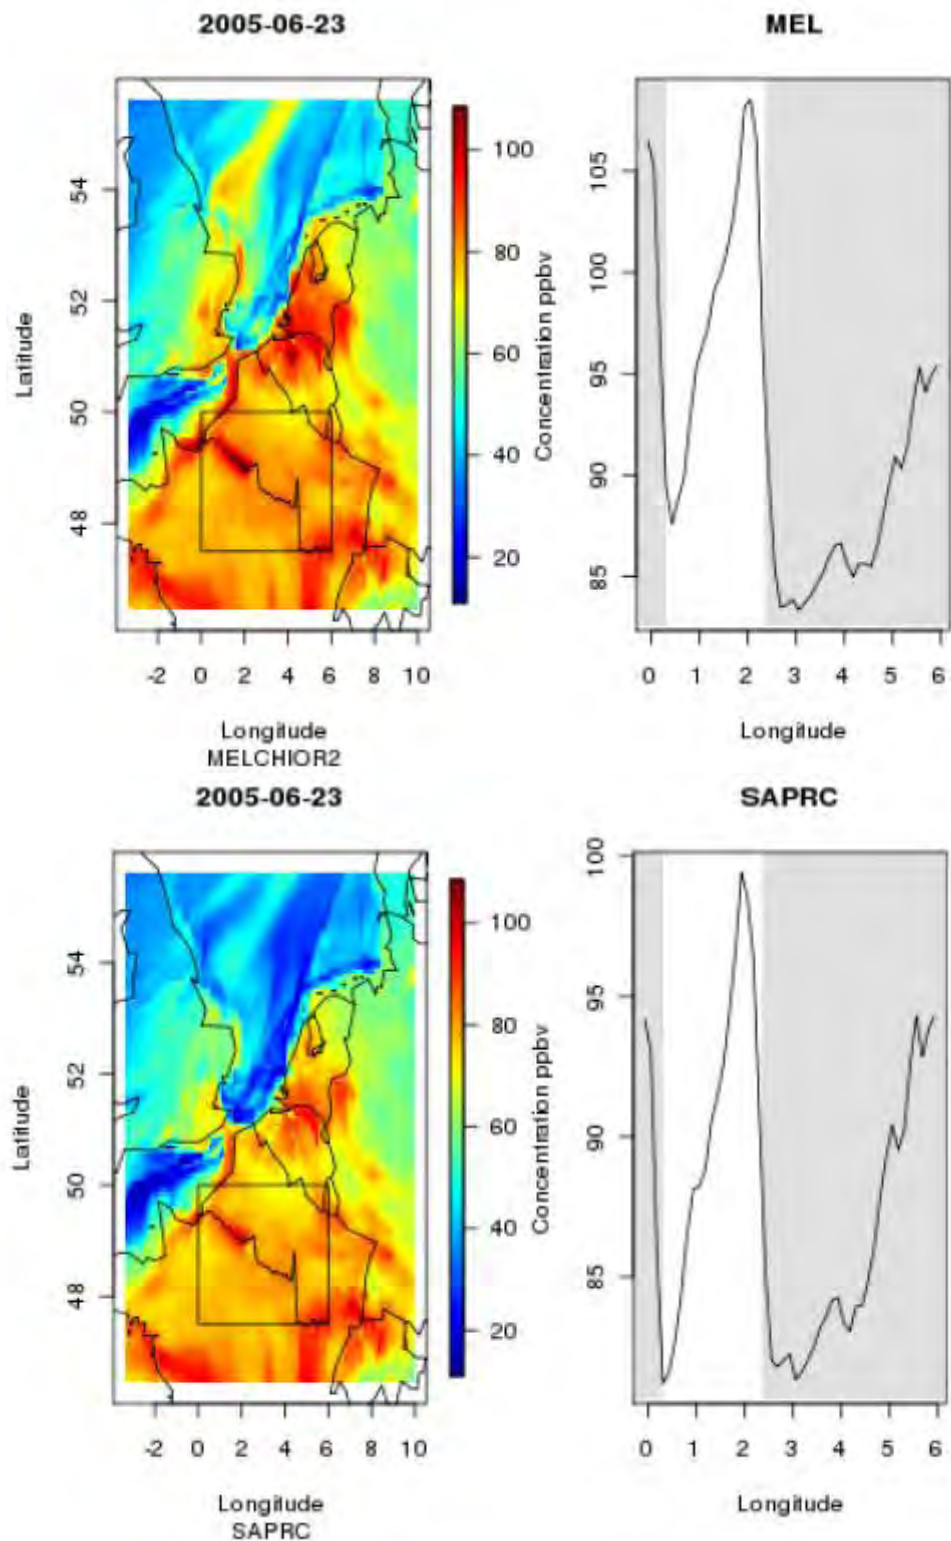 2005-06-23
MEL
Latitude
48 50 52 54
-2 0 2 4 6 8 10
Longitude
MELCHIOR2
20 40 60 80 100
Concentration ppbv
85 90 95 100 105
0 1 2 3 4 5 6
Longitude
2005-06-23
SAPRC
Latitude
48 50 52 54
-2 0 2 4 6 8 10
Longitude
SAPRC
20 40 60 80 100
Concentration ppbv
85 90 95 100
0 1 2 3 4 5 6
Longitude